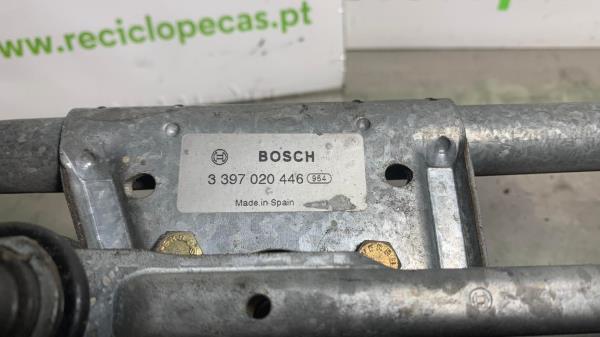 www.reciclopecas.pt
BOSCH
3 397 020 446 964
Made in Spain